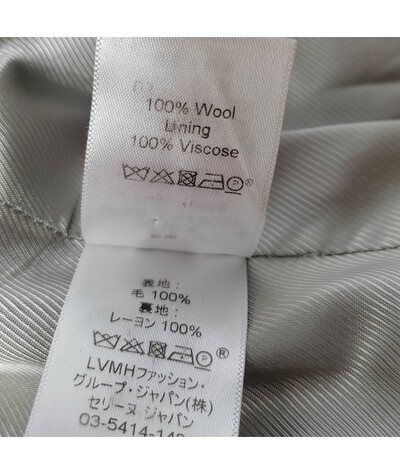 100% Wool
Lining
100% Viscose
®
表地:
毛 100%
裏地:
レーヨン 100%
®
LVMHファッション・
グループ・ジャパン(株)
セリーヌ ジャパン